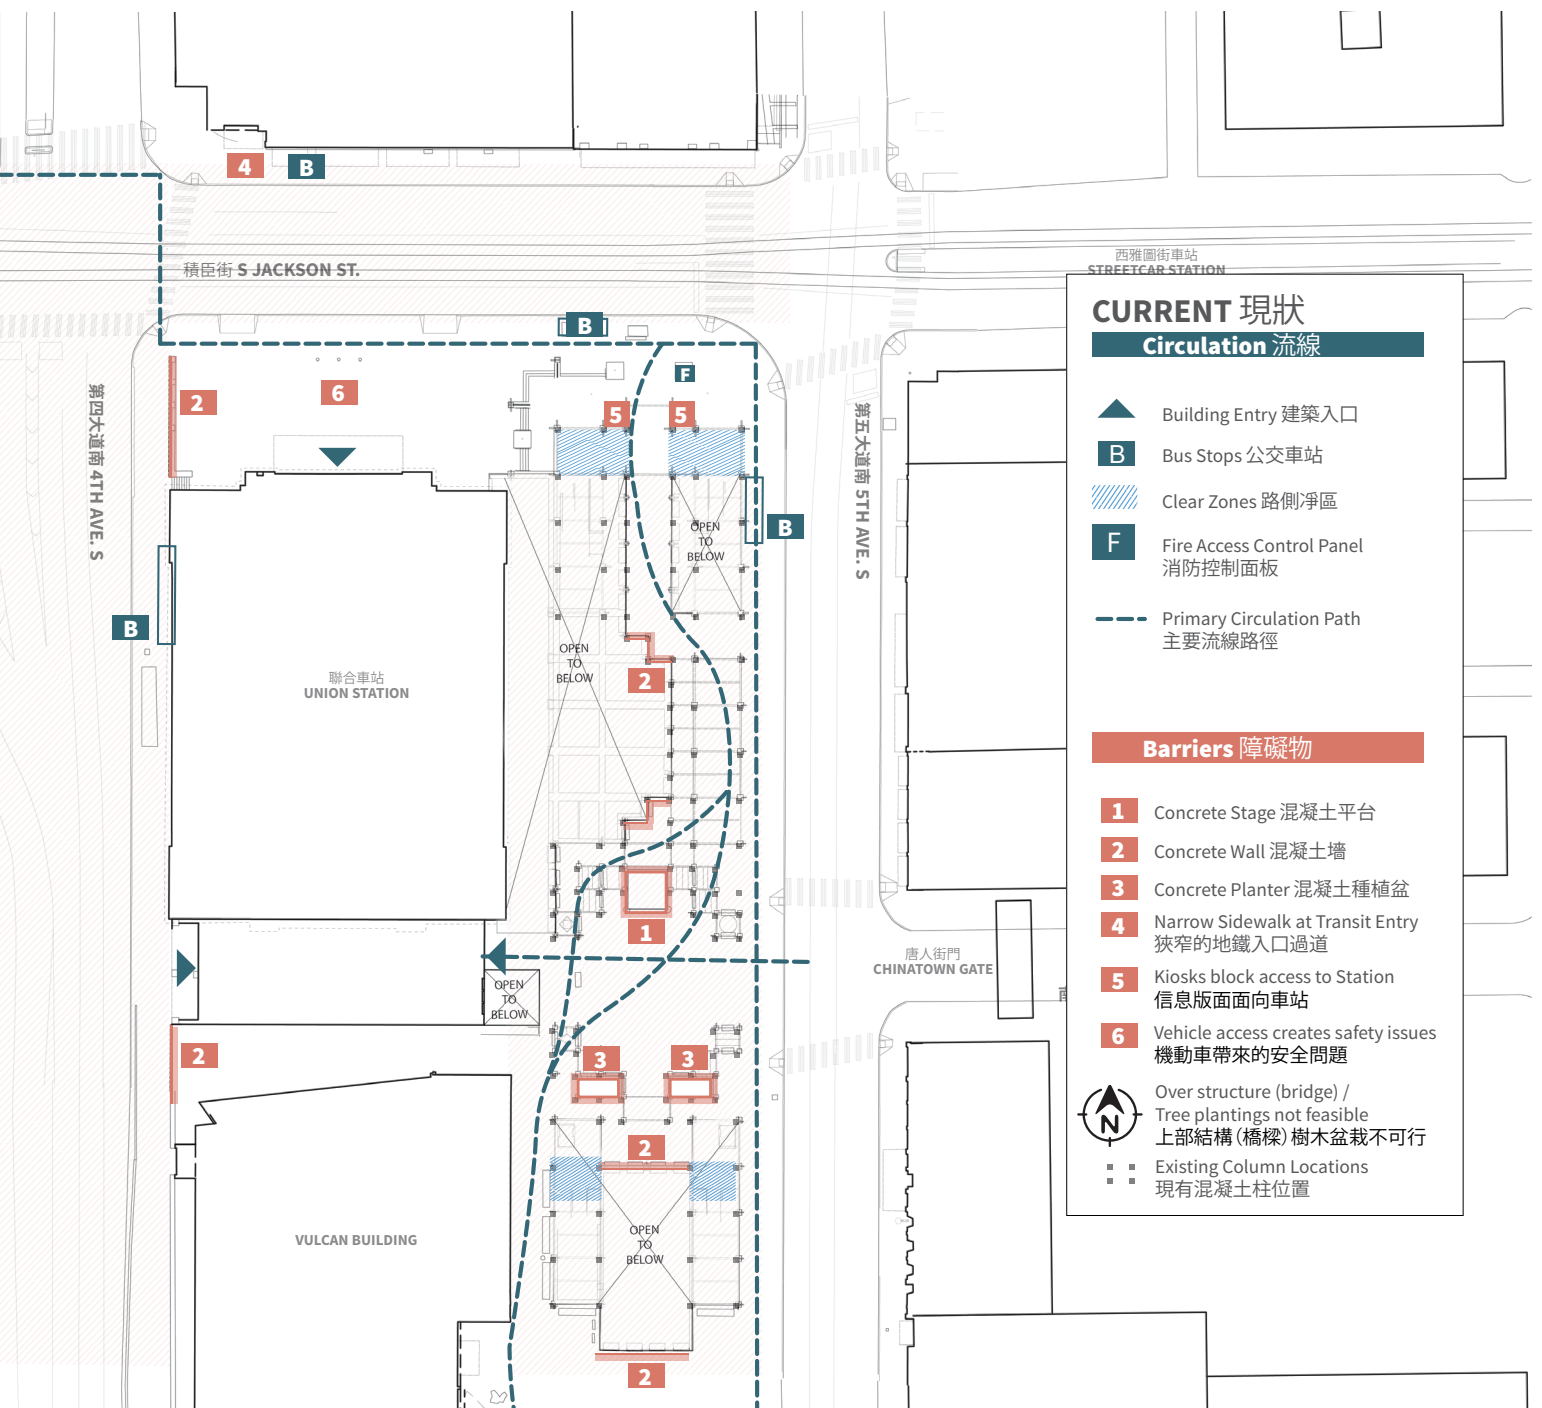 4
B
積臣街 S JACKSON ST.
西雅圖街車站
STREETCAR STATION
B
第四大道南 4TH AVE. S
2
6
F
5
5
第五大道南 5TH AVE. S
OPEN
TO
BELOW
B
B
OPEN
TO
BELOW
聯合車站
UNION STATION
2
1
唐人街門
CHINATOWN GATE
OPEN
TO
BELOW
2
3
3
2
VULCAN BUILDING
OPEN
TO
BELOW
2
CURRENT 現狀
Circulation 流線
Building Entry 建築入口
B
Bus Stops 公交車站
Clear Zones 路側淨區
F
Fire Access Control Panel
消防控制面板
Primary Circulation Path
主要流線路徑
Barriers 障礙物
1 Concrete Stage 混凝土平台
2 Concrete Wall 混凝土墻
3 Concrete Planter 混凝土種植盆
4 Narrow Sidewalk at Transit Entry
狹窄的地鐵入口過道
5 Kiosks block access to Station
信息版面面向車站
6 Vehicle access creates safety issues
機動車帶來的安全問題
N
Over structure (bridge) /
Tree plantings not feasible
上部結構（橋樑）樹木盆栽不可行
Existing Column Locations
現有混凝土柱位置